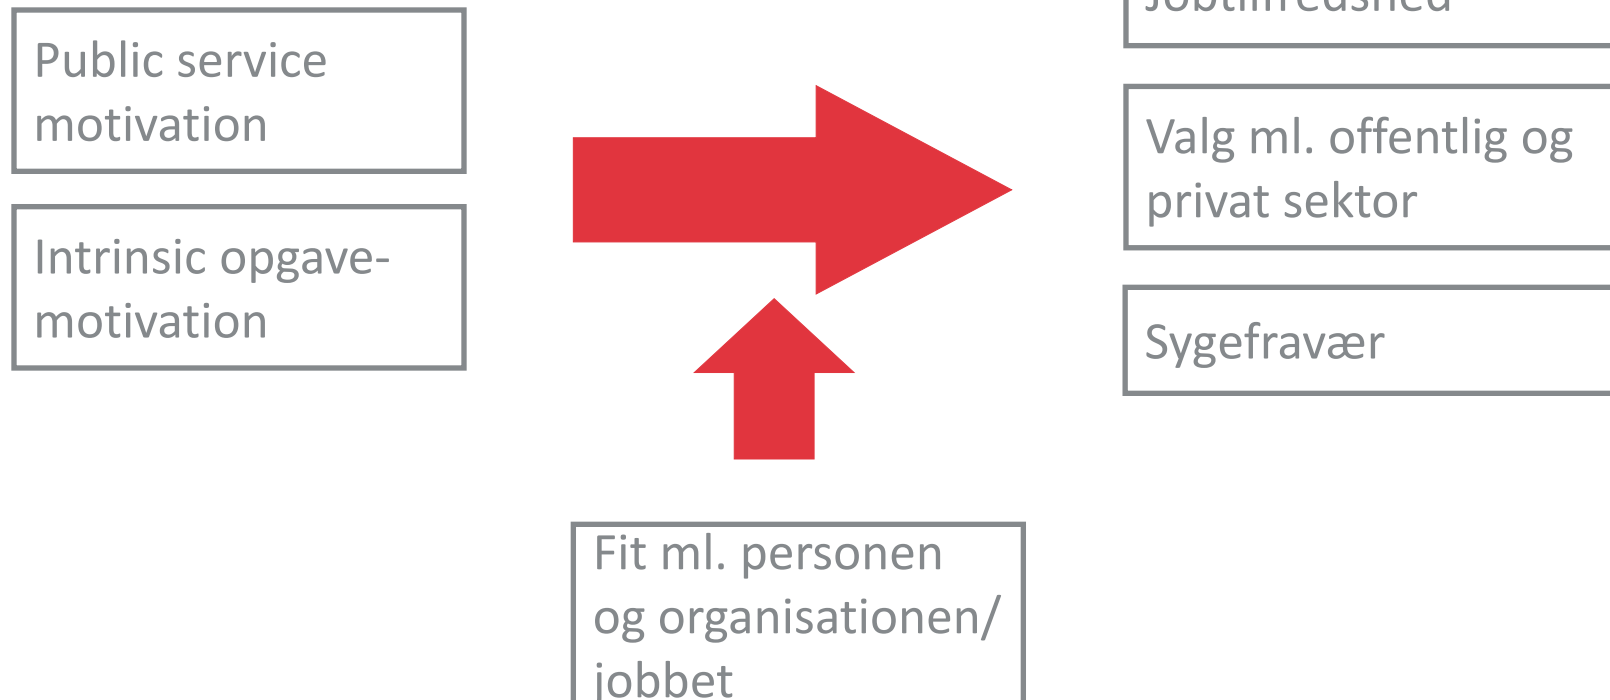 Public service
motivation
Intrinsic opgave-
motivation
Jobtilfredshed
Valg ml. offentlig og
privat sektor
Sygefravær
Fit ml. personen
og organisationen/
jobbet